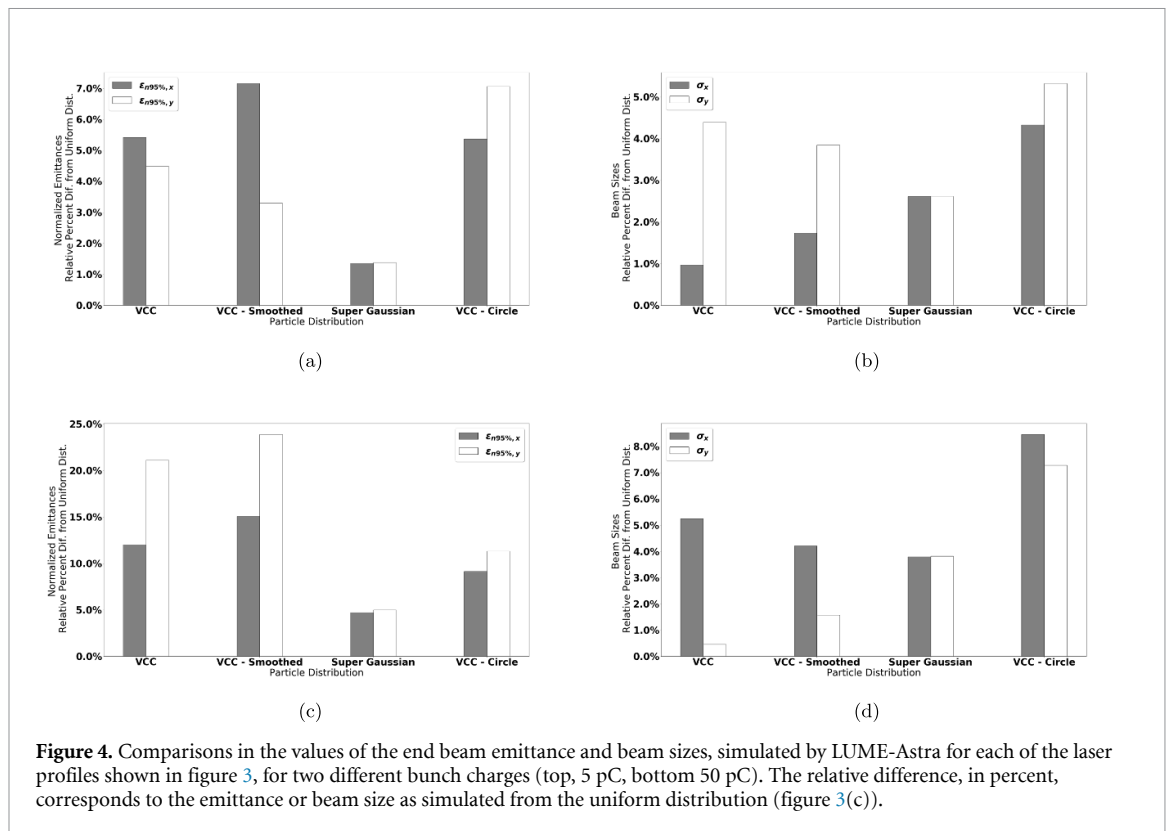 Normalized Emittances
Relative Percent Dif. from Uniform Dist.
7.0%
6.0%
5.0%
4.0%
3.0%
2.0%
1.0%
0.0%
εn95%, x
εn95%, y
VCC
VCC - Smoothed
Super Gaussian
VCC - Circle
Particle Distribution
(a)
Beam Sizes
Relative Percent Dif. from Uniform Dist.
5.0%
4.0%
3.0%
2.0%
1.0%
0.0%
σx
σy
VCC
VCC - Smoothed
Super Gaussian
VCC - Circle
Particle Distribution
(b)
Normalized Emittances
Relative Percent Dif. from Uniform Dist.
25.0%
20.0%
15.0%
10.0%
5.0%
0.0%
εn95%, x
εn95%, y
VCC
VCC - Smoothed
Super Gaussian
VCC - Circle
Particle Distribution
(c)
Beam Sizes
Relative Percent Dif. from Uniform Dist.
8.0%
7.0%
6.0%
5.0%
4.0%
3.0%
2.0%
1.0%
0.0%
σx
σy
VCC
VCC - Smoothed
Super Gaussian
VCC - Circle
Particle Distribution
(d)
Figure 4. Comparisons in the values of the end beam emittance and beam sizes, simulated by LUME-Astra for each of the laser
profiles shown in figure 3, for two different bunch charges (top, 5 pC, bottom 50 pC). The relative difference, in percent,
corresponds to the emittance or beam size as simulated from the uniform distribution (figure 3(c)).